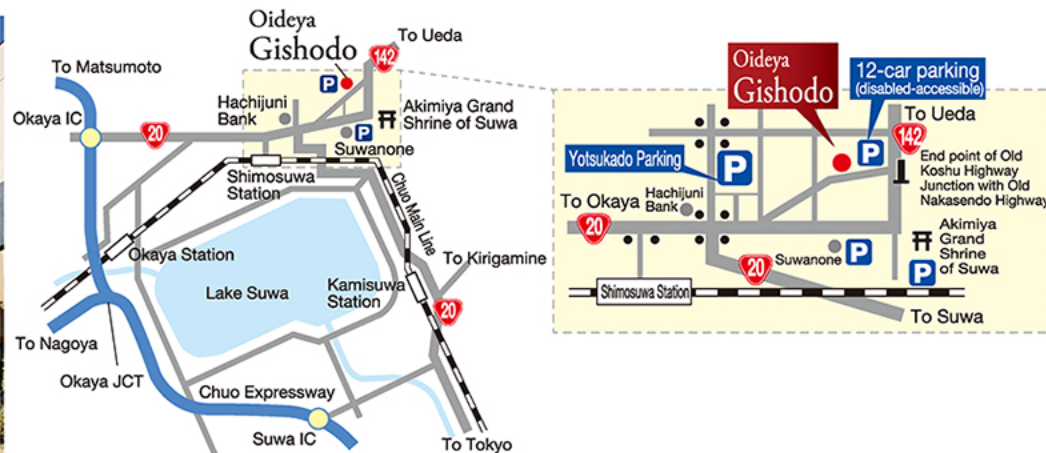 Oideya
Gishodo
To Ueda
142
To Matsumoto
P
Hachijuni
Bank
Akimiya Grand
Shrine of Suwa
Okaya IC
20
P
Suwanone
Shimosuwa
Station
Chuo Main Line
Okaya Station
To Kirigamine
Lake Suwa
Kamisuwa
Station
20
To Nagoya
Okaya JCT
Chuo Expressway
Suwa IC
To Tokyo
Oideya
Gishodo
12-car parking
(disabled-accessible)
To Ueda
142
Yotsukado Parking
P
P
End point of Old
Koshu Highway
Junction with Old
Nakasendo Highway
Hachijuni
Bank
To Okaya
20
Akimiya
Grand
Shrine
of Suwa
P
Suwanone
P
20
Shimosuwa Station
To Suwa